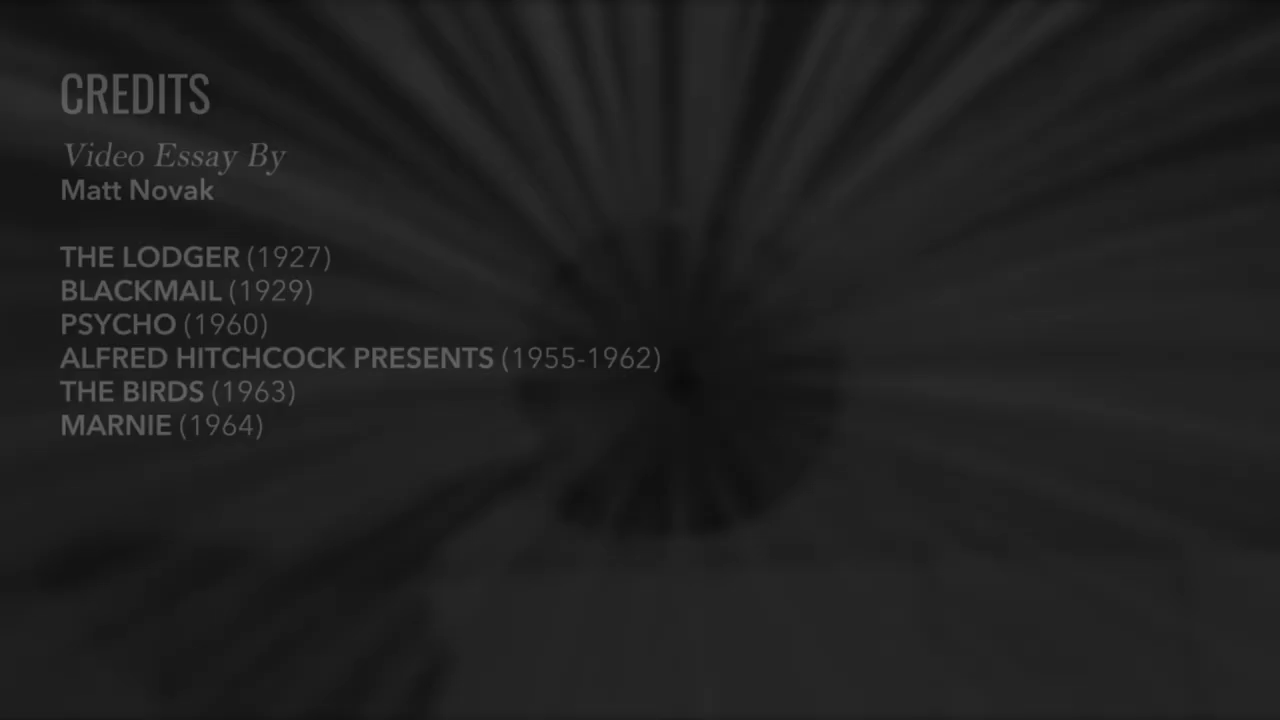 CREDITS
Video Essay By
Matt Novak
THE LODGER (1927)
BLACKMAIL (1929)
PSYCHO (1960)
ALFRED HITCHCOCK PRESENTS (1955-1962)
THE BIRDS (1963)
MARNIE (1964)